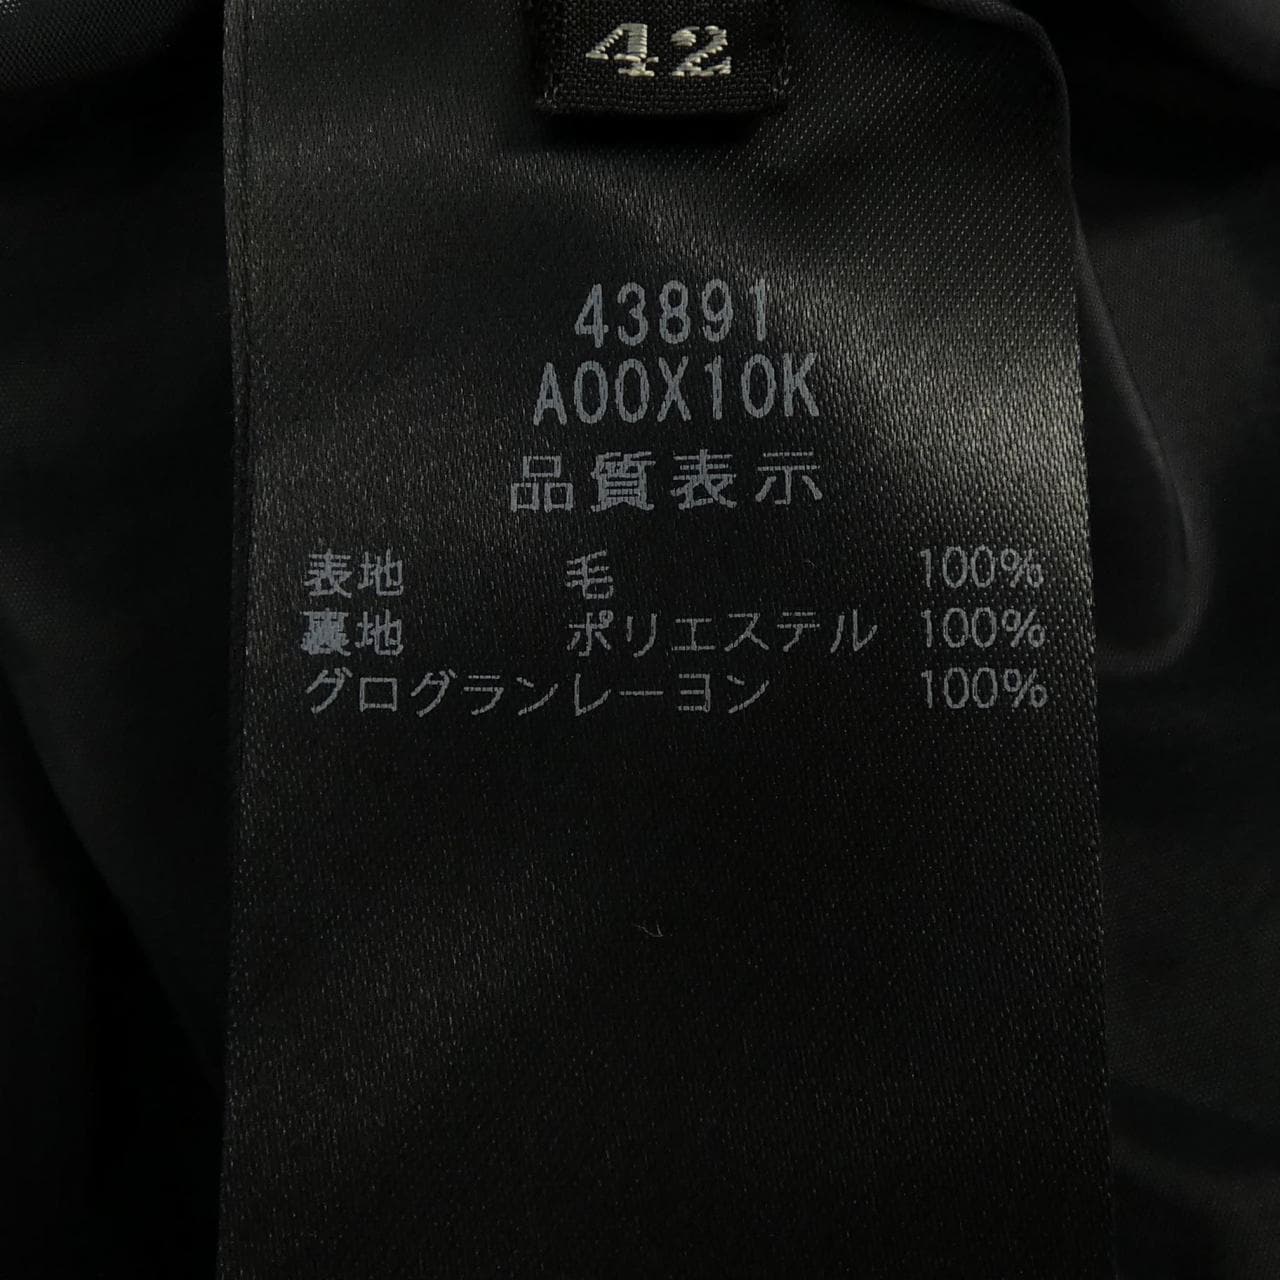 42
43891
A00X10K
品質表示
表地 毛 100%
裏地 ポリエステル 100%
グログランレーヨン 100%